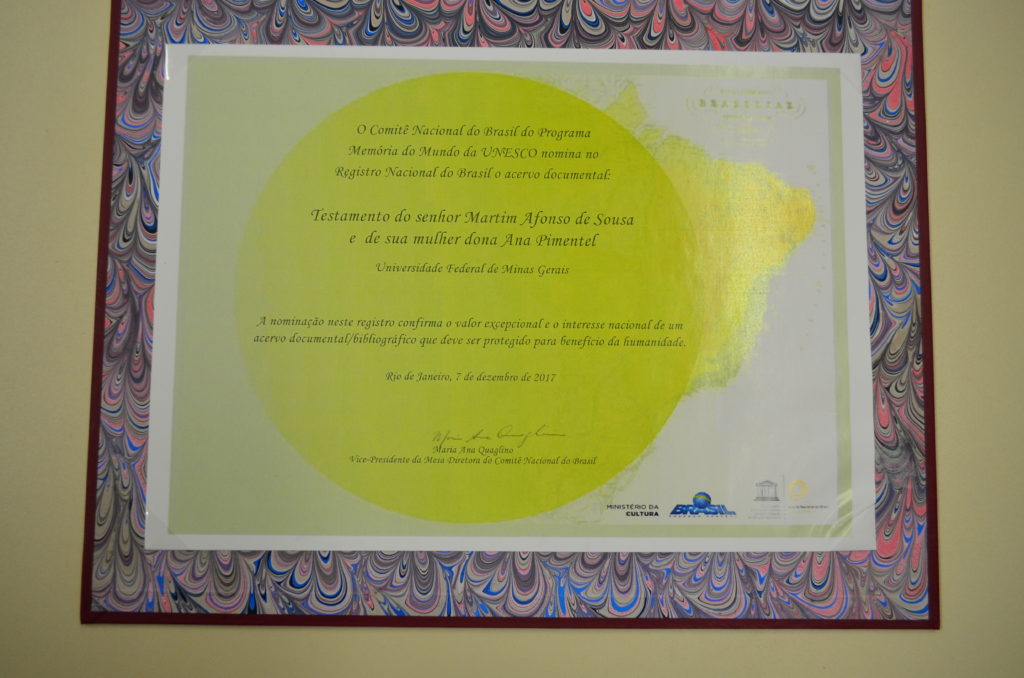 BRASILIAE
O Comitê Nacional do Brasil do Programa
Memória do Mundo da UNESCO nomina no
Registro Nacional do Brasil o acervo documental:
Testamento do senhor Martim Afonso de Sousa
e de sua mulher dona Ana Pimentel
Universidade Federal de Minas Gerais
A nominação neste registro confirma o valor excepcional e o interesse nacional de um
acervo documental/bibliográfico que deve ser protegido para benefício da humanidade.
Rio de Janeiro, 7 de dezembro de 2017
Maria Ana Quaglino
Maria Ana Quaglino
Vice-Presidente da Mesa Diretora do Comitê Nacional do Brasil
MINISTÉRIO DA
CULTURA
BRASIL